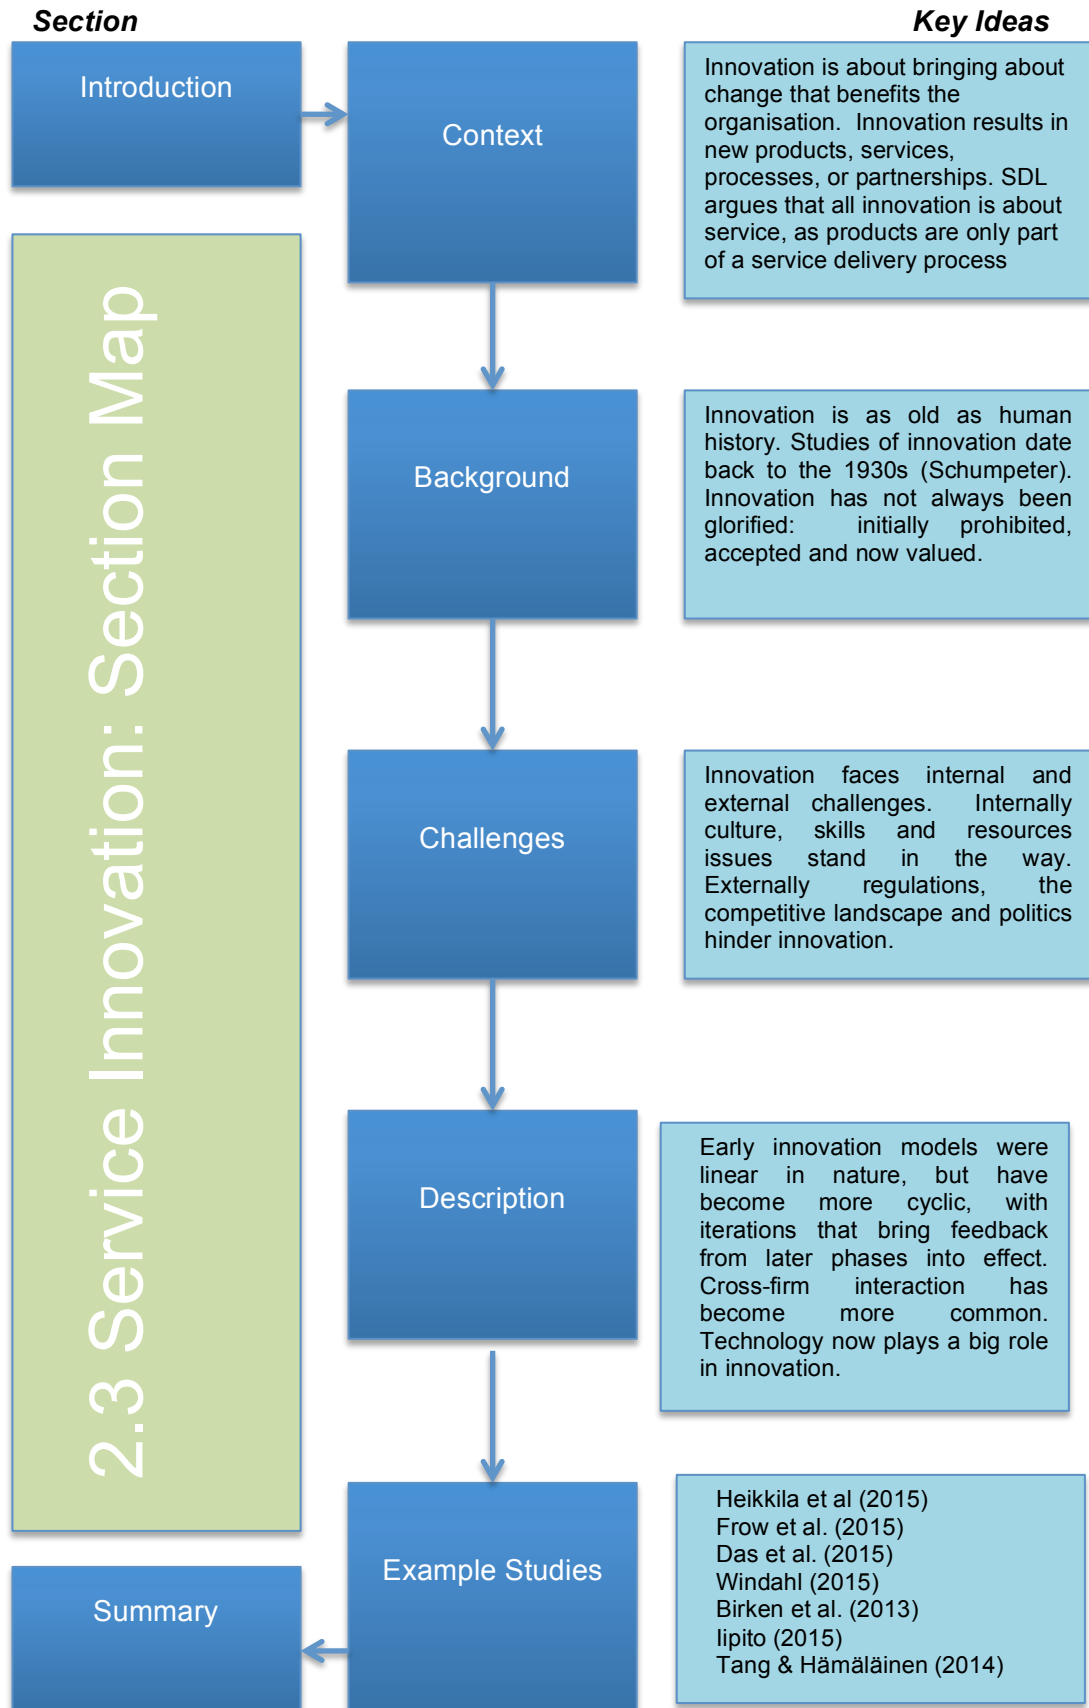 Section
Key Ideas
Introduction
Context
Innovation is about bringing about
change that benefits the
organisation. Innovation results in
new products, services,
processes, or partnerships. SDL
argues that all innovation is about
service, as products are only part
of a service delivery process
2.3 Service Innovation: Section Map
Background
Innovation is as old as human
history. Studies of innovation date
back to the 1930s (Schumpeter).
Innovation has not always been
glorified: initially prohibited,
accepted and now valued.
Challenges
Innovation faces internal and
external challenges. Internally
culture, skills and resources
issues stand in the way.
Externally regulations, the
competitive landscape and politics
hinder innovation.
Description
Early innovation models were
linear in nature, but have
become more cyclic, with
iterations that bring feedback
from later phases into effect.
Cross-firm interaction has
become more common.
Technology now plays a big role
in innovation.
Example Studies
Heikkila et al (2015)
Frow et al. (2015)
Das et al. (2015)
Windahl (2015)
Birken et al. (2013)
Iipito (2015)
Tang & Hämäläinen (2014)
Summary